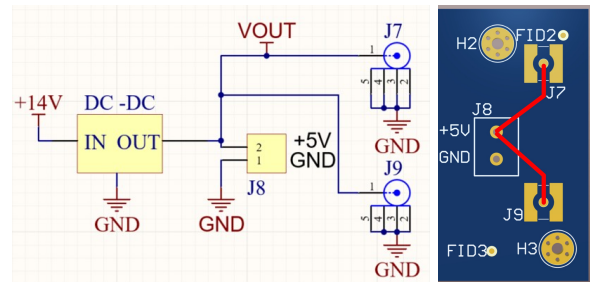 VOUT
J7
1
5
4
3
2
GND
+14V
DC -DC
IN OUT
2
1
+5V
GND
J8
GND
GND
J9
1
5
4
3
2
GND
H2
FID2
J7
J8
+5V
GND
J9
FID3
H3